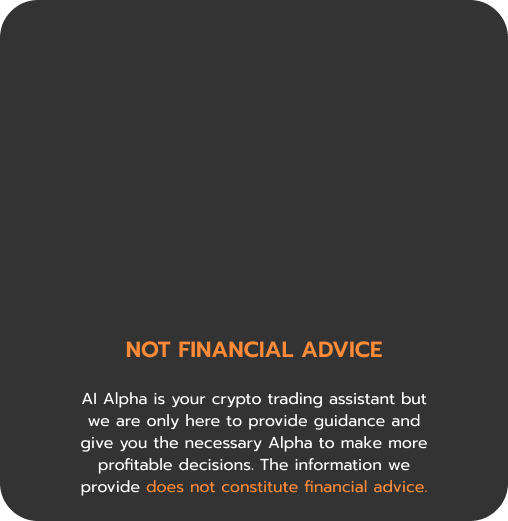 NOT FINANCIAL ADVICE
AI Alpha is your crypto trading assistant but
we are only here to provide guidance and
give you the necessary Alpha to make more
profitable decisions. The information we
provide does not constitute financial advice.